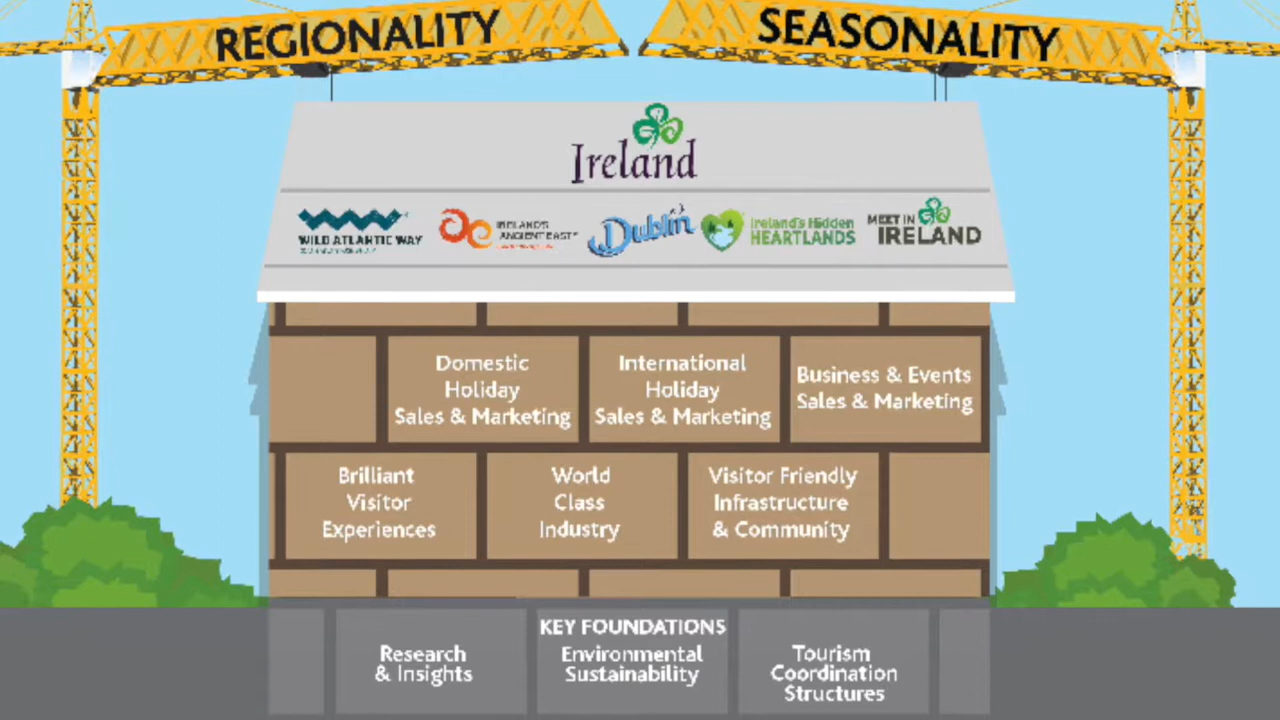 REGIONALITY
SEASONALITY
Ireland
WILD ATLANTIC WAY
IRELAND'S
ANCIENT EAST
Dublin
Ireland's Hidden
HEARTLANDS
MEET IN
IRELAND
Domestic
Holiday
Sales & Marketing
International
Holiday
Sales & Marketing
Business & Events
Sales & Marketing
Brilliant
Visitor
Experiences
World
Class
Industry
Visitor Friendly
Infrastructure
& Community
KEY FOUNDATIONS
Research
& Insights
Environmental
Sustainability
Tourism
Coordination
Structures